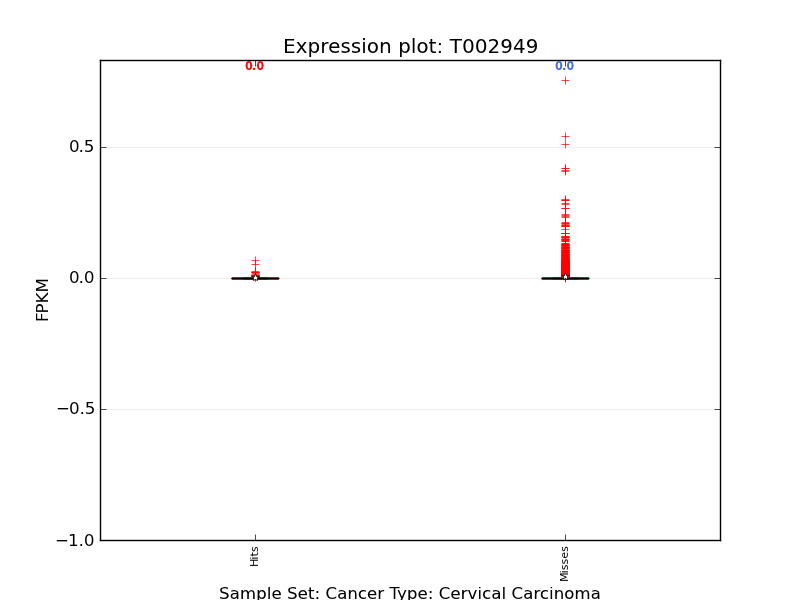 Expression plot: T002949
0.0 0.0
0.5
0.0
−0.5
−1.0
FPKM
Hits Misses
Sample Set: Cancer Type: Cervical Carcinoma